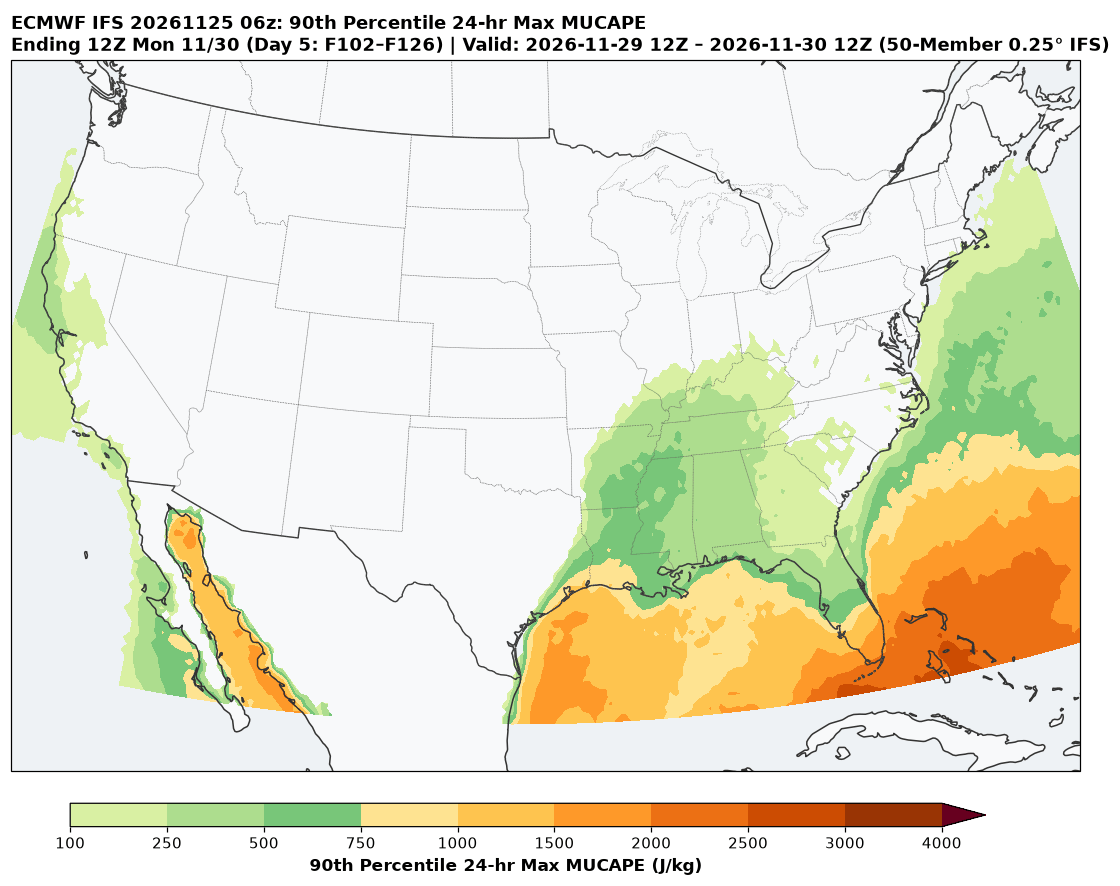 ECMWF IFS 20261125 06z: 90th Percentile 24-hr Max MUCAPE
Ending 12Z Mon 11/30 (Day 5: F102–F126) | Valid: 2026-11-29 12Z – 2026-11-30 12Z (50-Member 0.25° IFS)
100 250 500 750 1000 1500 2000 2500 3000 4000
90th Percentile 24-hr Max MUCAPE (J/kg)